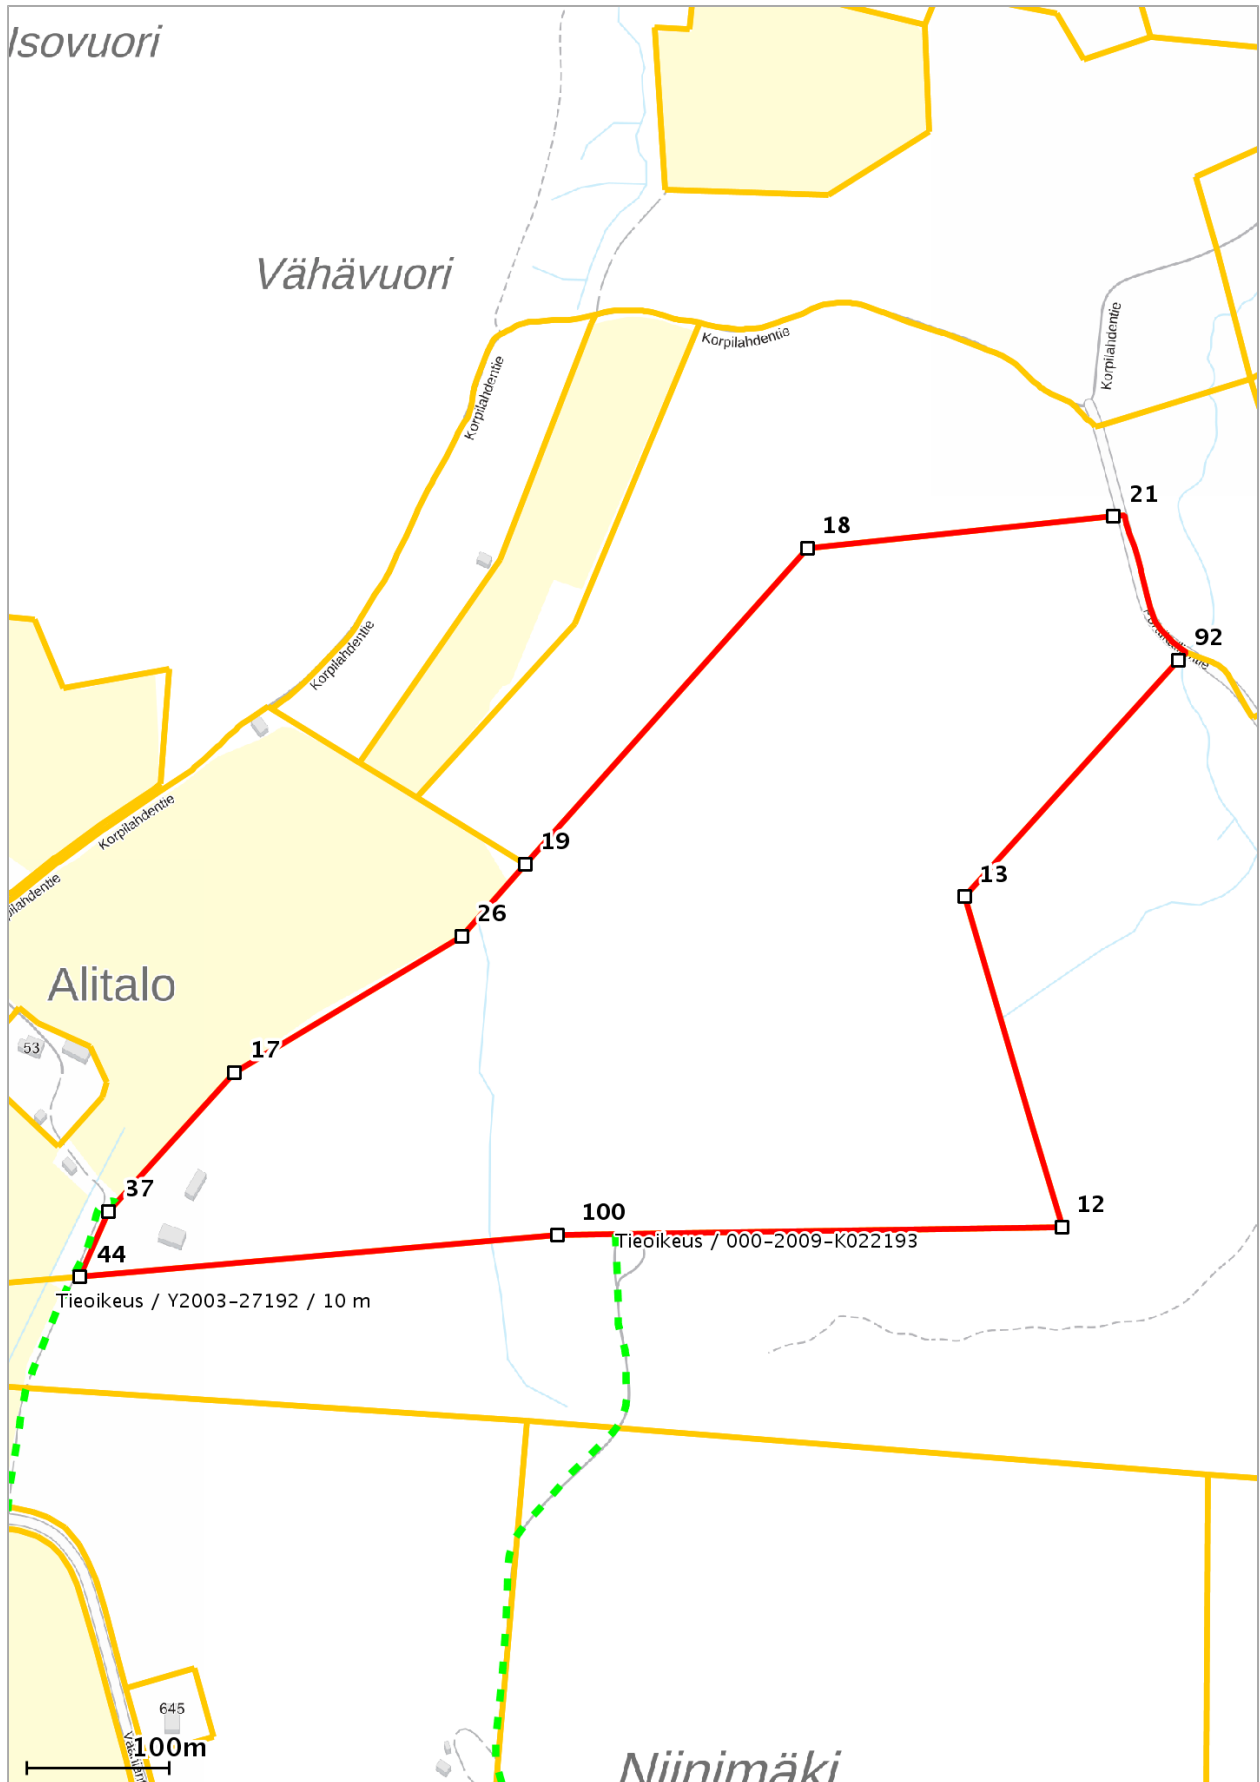 Isovuori
Vähävuori
Korpilahdentie
Korpilahdentie
Korpilahdentie
21
18
92
Korpilahdentie
Korpilahdentie
19
13
26
Alitalo
53
17
37
12
100
Tieoikeus / 000-2009-K022193
44
Tieoikeus / Y2003-27192 / 10 m
645
100m
Niinimäki